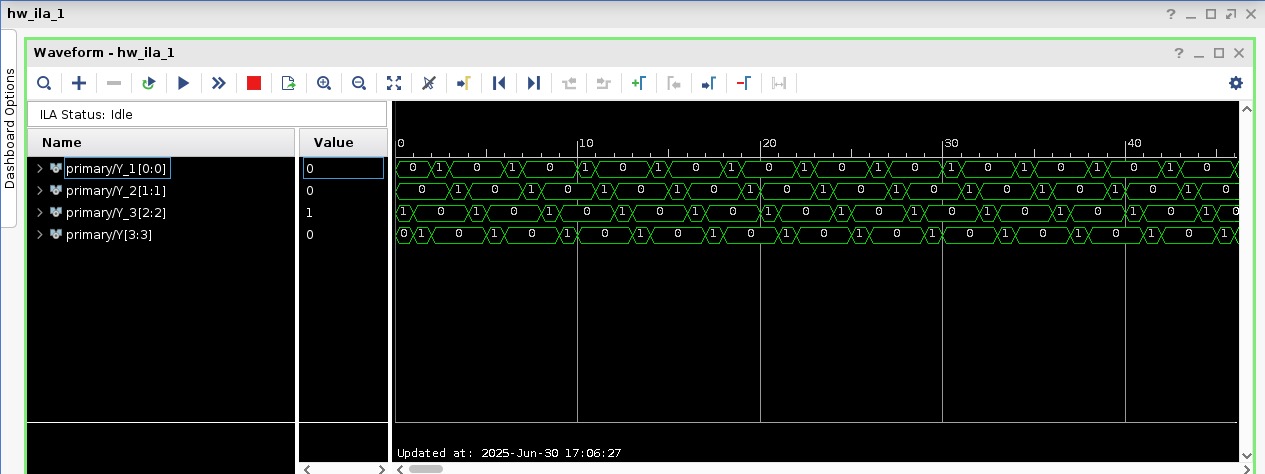 hw_ila_1
Dashboard Options
Waveform - hw_ila_1
ILA Status: Idle
Name Value
0 10 20 30 40
primary/Y_1[0:0] 0 0 1 0 1 0 1 0 1 0 1 0 1 0 1 0 1 0 1 0 1 0 1 0
primary/Y_2[1:1] 0 0 1 0 1 0 1 0 1 0 1 0 1 0 1 0 1 0 1 0 1 0 1 0
primary/Y_3[2:2] 1 1 0 1 0 1 0 1 0 1 0 1 0 1 0 1 0 1 0 1 0 1 0 1 0
primary/Y[3:3] 0 0 1 0 1 0 1 0 1 0 1 0 1 0 1 0 1 0 1 0 1 0 1 0 1
Updated at: 2025-Jun-30 17:06:27